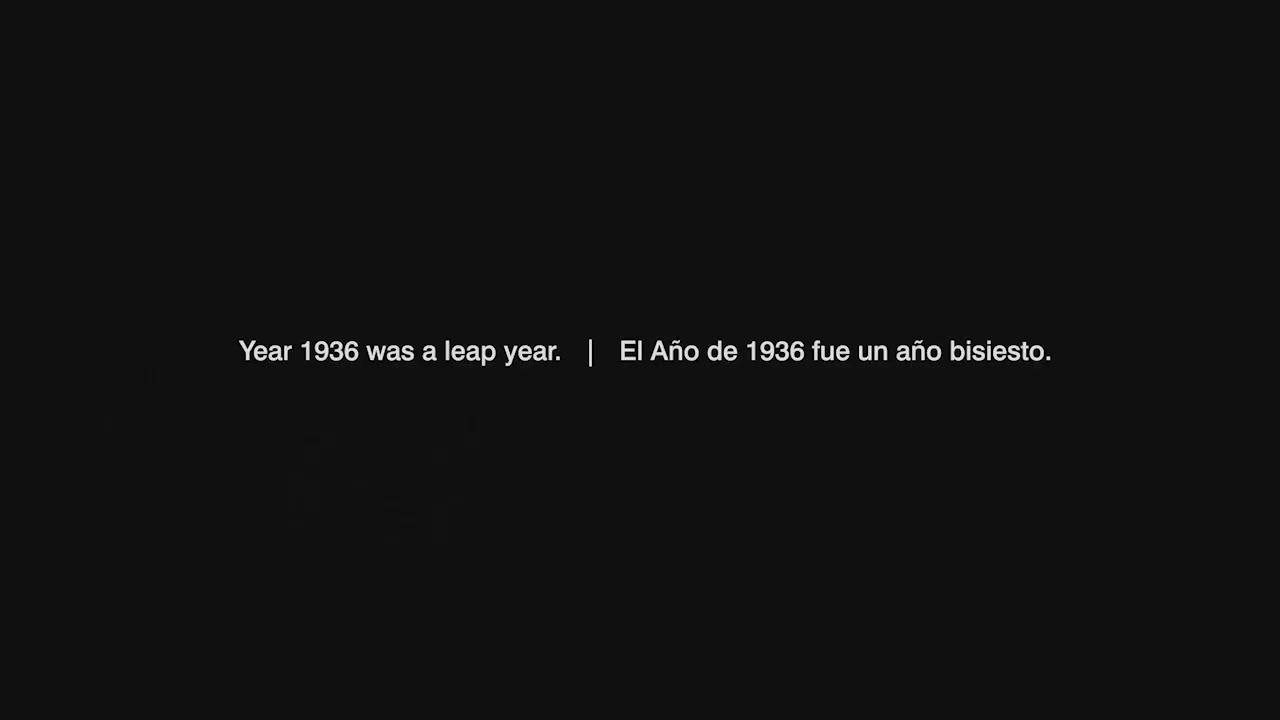 Year 1936 was a leap year. | El Año de 1936 fue un año bisiesto.